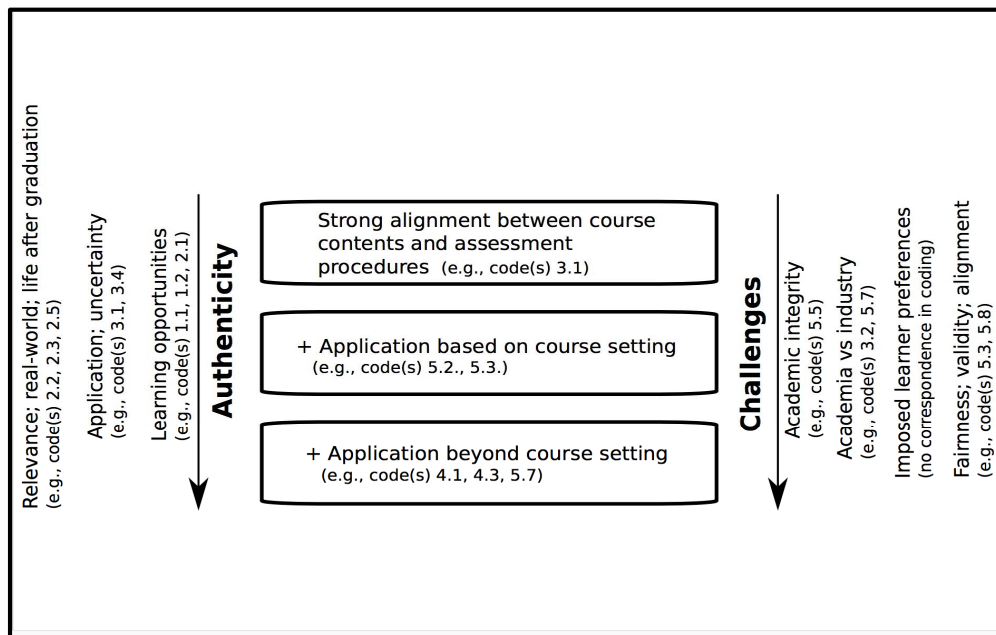 Relevance; real-world; life after graduation
(e.g., code(s) 2.2, 2.3, 2.5)
Application; uncertainty
(e.g., code(s) 3.1, 3.4)
Learning opportunities
(e.g., code(s) 1.1, 1.2, 2.1)
Authenticity
Strong alignment between course
contents and assessment
procedures (e.g., code(s) 3.1)
+ Application based on course setting
(e.g., code(s) 5.2., 5.3.)
+ Application beyond course setting
(e.g., code(s) 4.1, 4.3, 5.7)
Challenges
Academic integrity
(e.g., code(s) 5.5)
Academia vs industry
(e.g., code(s) 3.2, 5.7)
Imposed learner preferences
(no correspondence in coding)
Fairness; validity; alignment
(e.g., code(s) 5.3, 5.8)